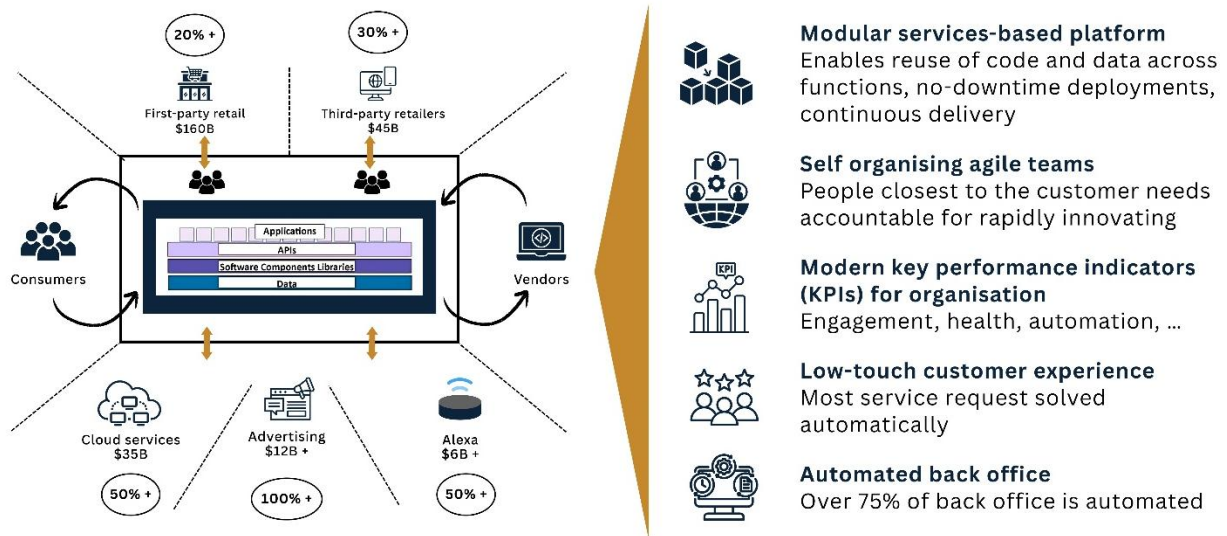 20% +
30% +
First-party retail
$160B
Third-party retailers
$45B
Consumers
Applications
APIs
Software Components Libraries
Data
Vendors
Cloud services
$35B
Advertising
$12B +
Alexa
$6B +
50% +
100% +
50% +
Modular services-based platform
Enables reuse of code and data across
functions, no-downtime deployments,
continuous delivery
Self organising agile teams
People closest to the customer needs
accountable for rapidly innovating
KPI
Modern key performance indicators
(KPIs) for organisation
Engagement, health, automation, ...
Low-touch customer experience
Most service request solved
automatically
Automated back office
Over 75% of back office is automated